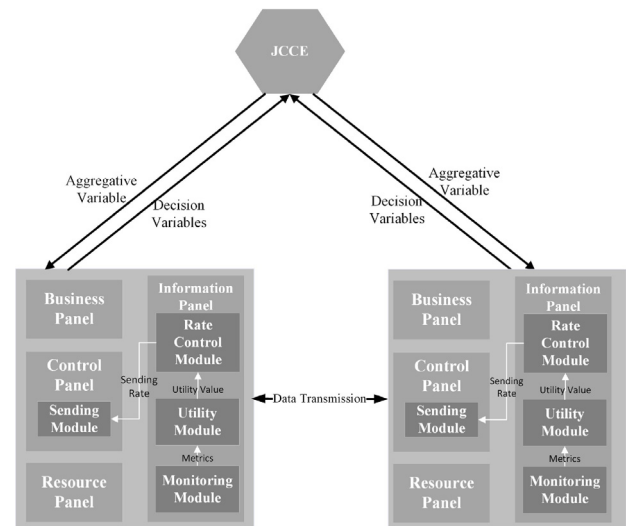 JCCE
Aggregative
Variable
Decision
Variables
Aggregative
Variable
Decision
Variables
Business
Panel
Control
Panel
Sending
Module
Resource
Panel
Information
Panel
Rate
Control
Module
Sending
Rate
Utility Value
Utility
Module
Metrics
Monitoring
Module
Data Transmission
Business
Panel
Control
Panel
Sending
Module
Resource
Panel
Information
Panel
Rate
Control
Module
Sending
Rate
Utility Value
Utility
Module
Metrics
Monitoring
Module